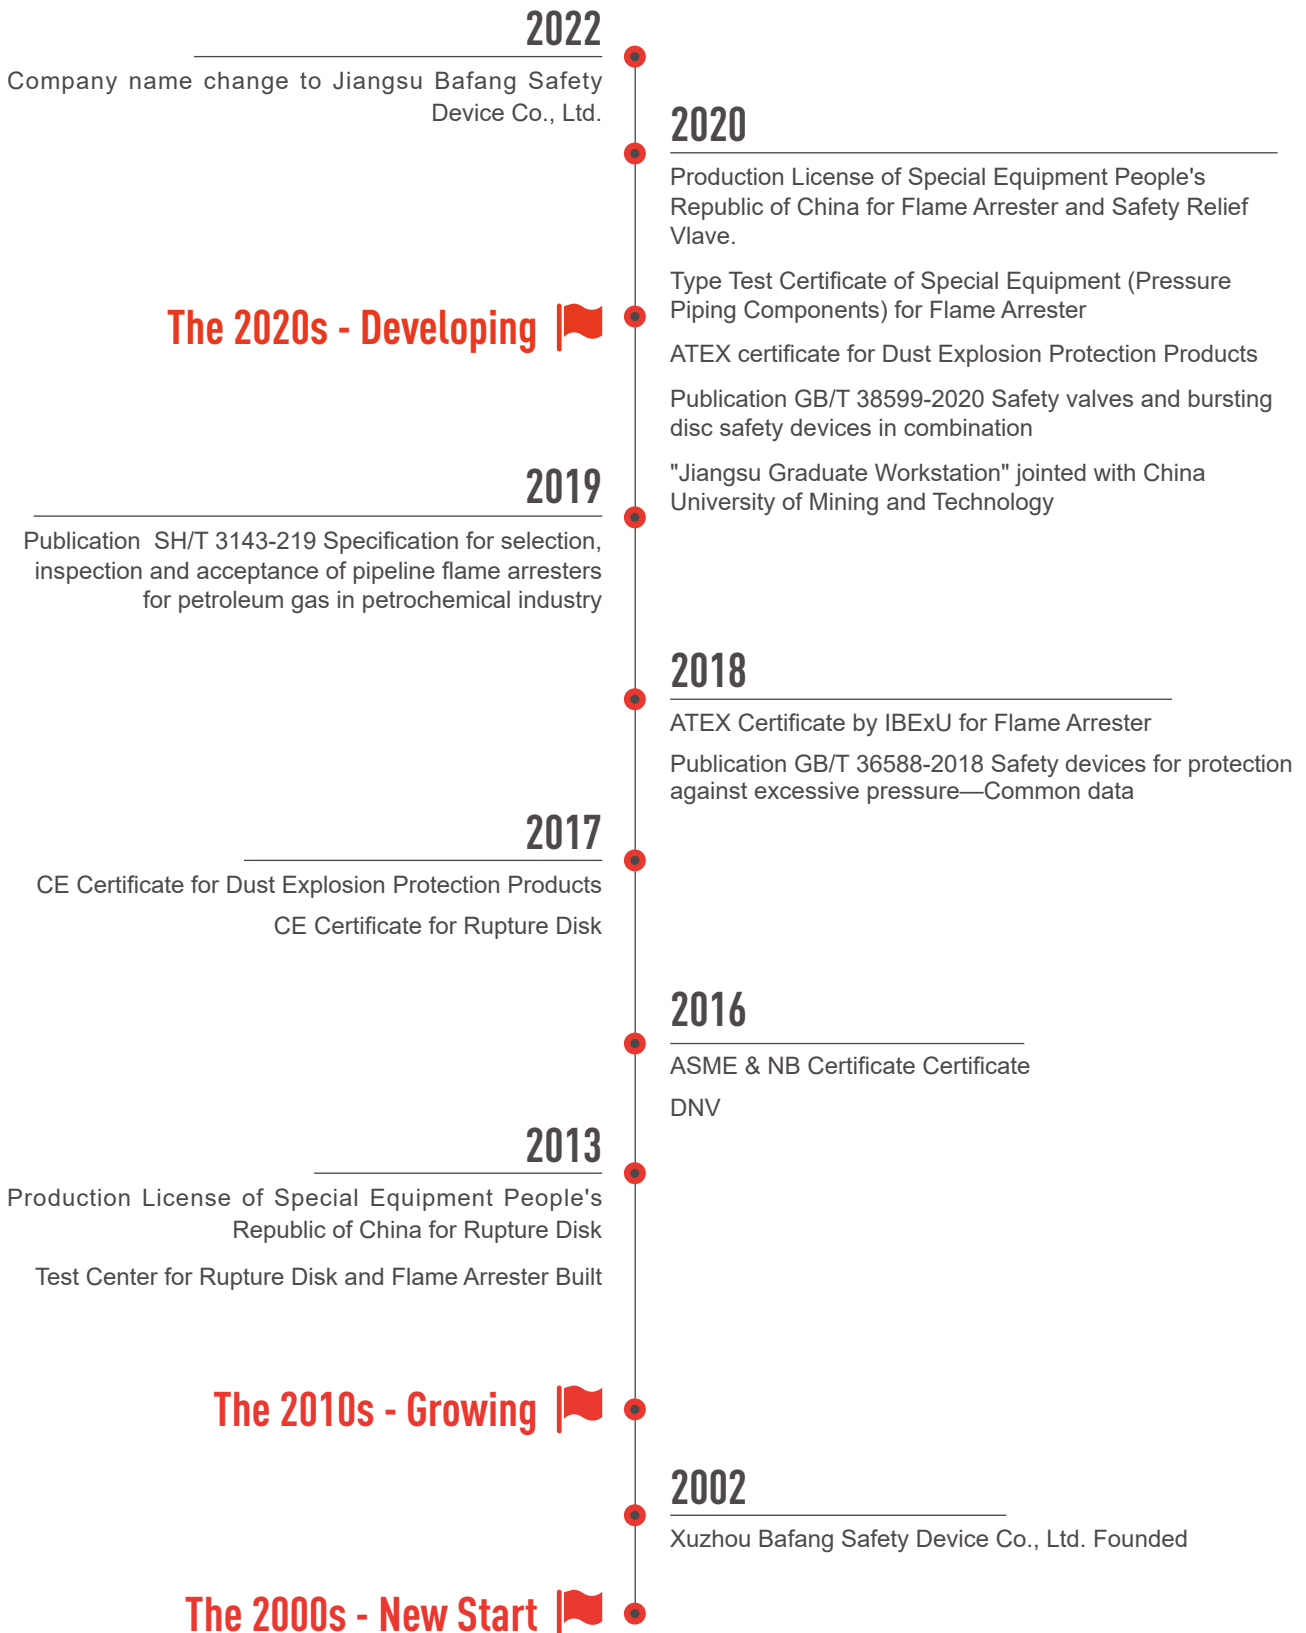 2022
Company name change to Jiangsu Bafang Safety
Device Co., Ltd.
2020
Production License of Special Equipment People's
Republic of China for Flame Arrester and Safety Relief
Vlave.
Type Test Certificate of Special Equipment (Pressure
Piping Components) for Flame Arrester
ATEX certificate for Dust Explosion Protection Products
Publication GB/T 38599-2020 Safety valves and bursting
disc safety devices in combination
"Jiangsu Graduate Workstation" jointed with China
University of Mining and Technology
The 2020s - Developing
2019
Publication SH/T 3143-219 Specification for selection,
inspection and acceptance of pipeline flame arresters
for petroleum gas in petrochemical industry
2018
ATEX Certificate by IBExU for Flame Arrester
Publication GB/T 36588-2018 Safety devices for protection
against excessive pressure—Common data
2017
CE Certificate for Dust Explosion Protection Products
CE Certificate for Rupture Disk
2016
ASME & NB Certificate Certificate
DNV
2013
Production License of Special Equipment People's
Republic of China for Rupture Disk
Test Center for Rupture Disk and Flame Arrester Built
The 2010s - Growing
2002
Xuzhou Bafang Safety Device Co., Ltd. Founded
The 2000s - New Start